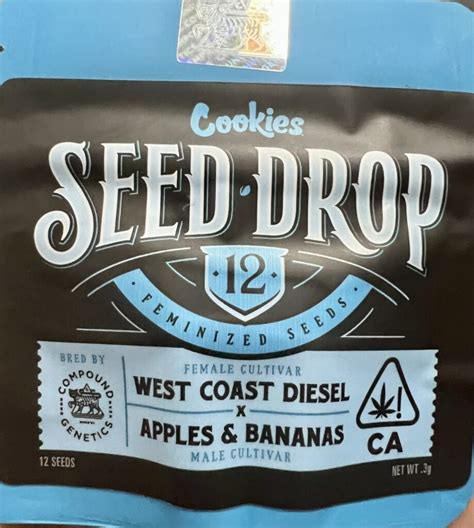 Cookies
SEED DROP
12
FEMINIZED SEEDS
BRED BY
COMPOUND
GENETICS
FEMALE CULTIVAR
WEST COAST DIESEL
X
APPLES & BANANAS
MALE CULTIVAR
!
CA
12 SEEDS
NET WT .3g